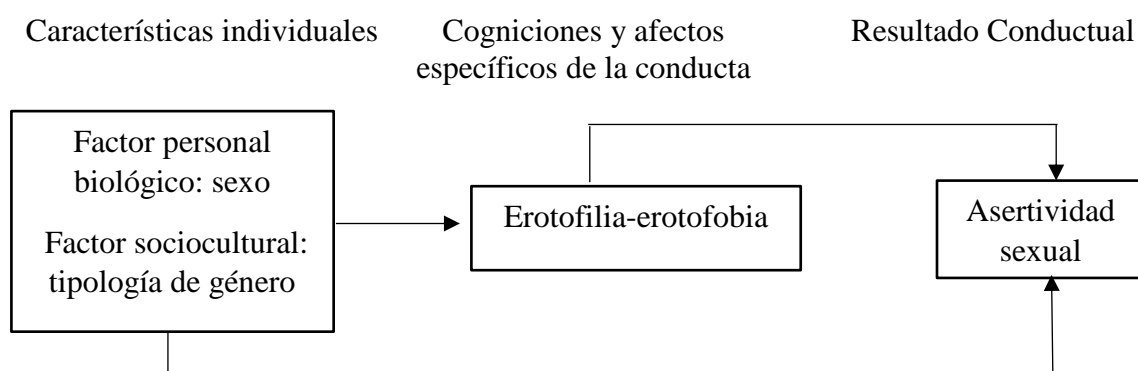 Características individuales
Cogniciones y afectos
específicos de la conducta
Resultado Conductual
Factor personal
biológico: sexo
Factor sociocultural:
tipología de género
Erotofilia-erotofobia
Asertividad
sexual